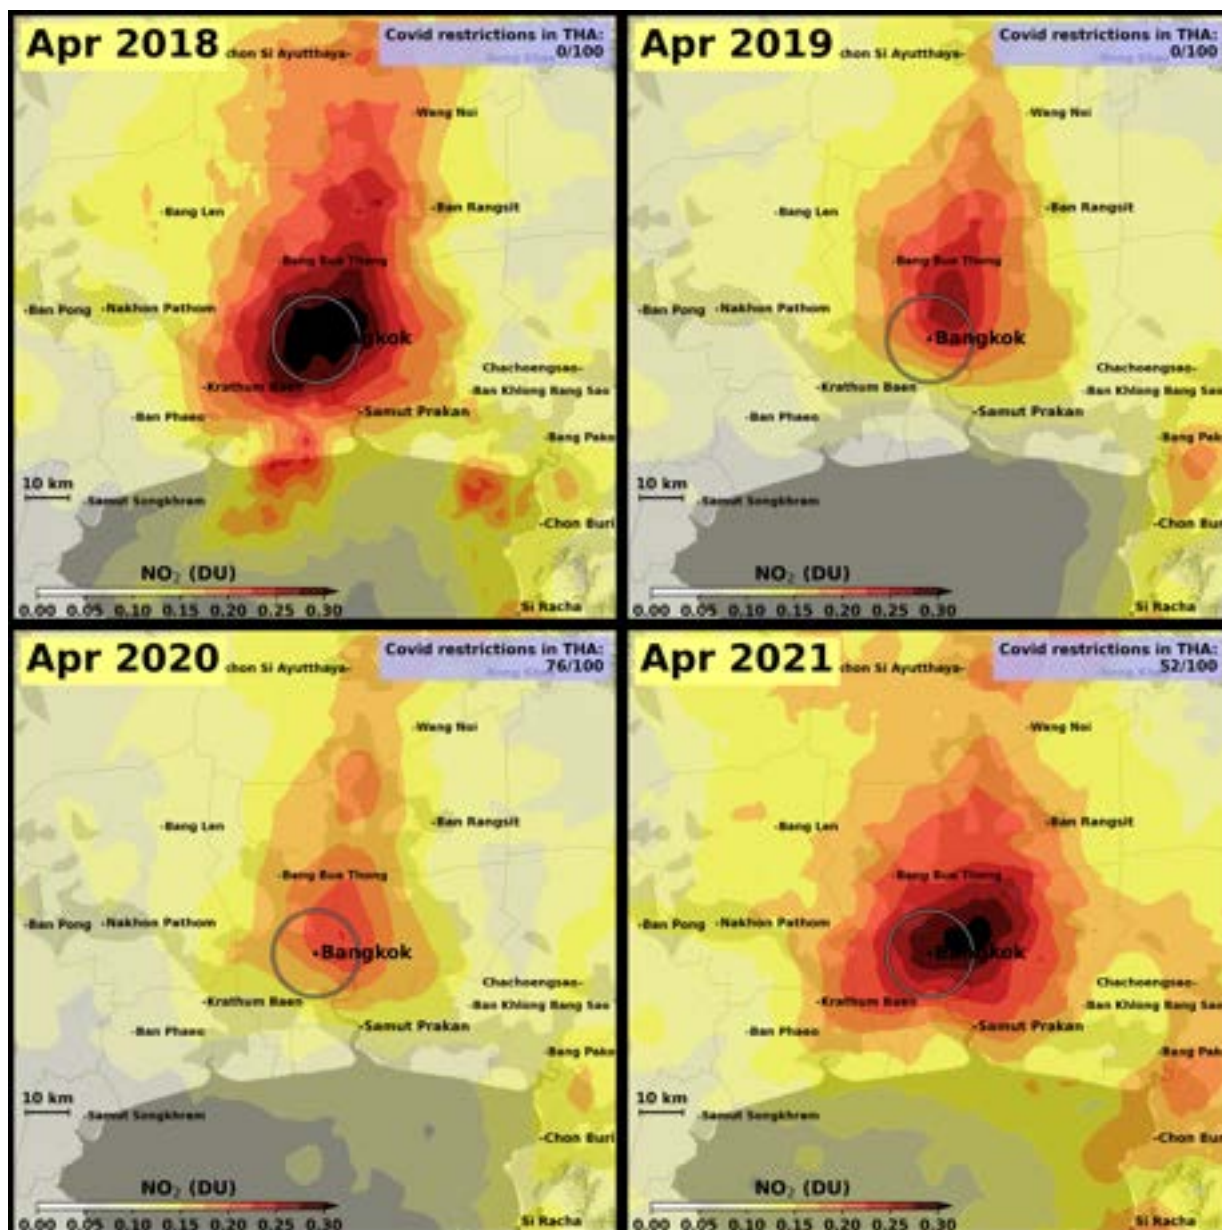 Apr 2018
chon Si Ayutthaya-
Covid restrictions in THA:
0/100
-Wang Noi
-Bang Len
-Ban Rangsit
-Bang Bua Thong
-Ban Pong
-Nakhon Pathom
gkok
Chachoengsao-
-Krathum Baen
-Ban Khlong Bang Sao
-Ban Phaeo
-Samut Prakan
-Bang Pako
10 km
-Samut Songkhram
-Chon Buri
NO₂ (DU)
0.00 0.05 0.10 0.15 0.20 0.25 0.30
Si Racha
Apr 2019
chon Si Ayutthaya-
Covid restrictions in THA:
0/100
-Wang Noi
-Bang Len
-Ban Rangsit
-Bang Bua Thong
-Ban Pong
-Nakhon Pathom
Bangkok
Chachoengsao-
-Krathum Baen
-Ban Khlong Bang Sao
-Ban Phaeo
-Samut Prakan
-Bang Pako
10 km
-Samut Songkhram
-Chon Buri
NO₂ (DU)
0.00 0.05 0.10 0.15 0.20 0.25 0.30
Si Racha
Apr 2020
chon Si Ayutthaya-
Covid restrictions in THA:
76/100
-Wang Noi
-Bang Len
-Ban Rangsit
-Bang Bua Thong
-Ban Pong
-Nakhon Pathom
Bangkok
Chachoengsao-
-Krathum Baen
-Ban Khlong Bang Sao
-Ban Phaeo
-Samut Prakan
-Bang Pako
10 km
-Samut Songkhram
-Chon Buri
NO₂ (DU)
0.00 0.05 0.10 0.15 0.20 0.25 0.30
Si Racha
Apr 2021
chon Si Ayutthaya-
Covid restrictions in THA:
52/100
-Wang Noi
-Bang Len
-Ban Rangsit
-Bang Bua Thong
-Ban Pong
-Nakhon Pathom
Bangkok
Chachoengsao-
-Krathum Baen
-Ban Khlong Bang Sao
-Ban Phaeo
-Samut Prakan
-Bang Pako
10 km
-Samut Songkhram
-Chon Buri
NO₂ (DU)
0.00 0.05 0.10 0.15 0.20 0.25 0.30
Si Racha